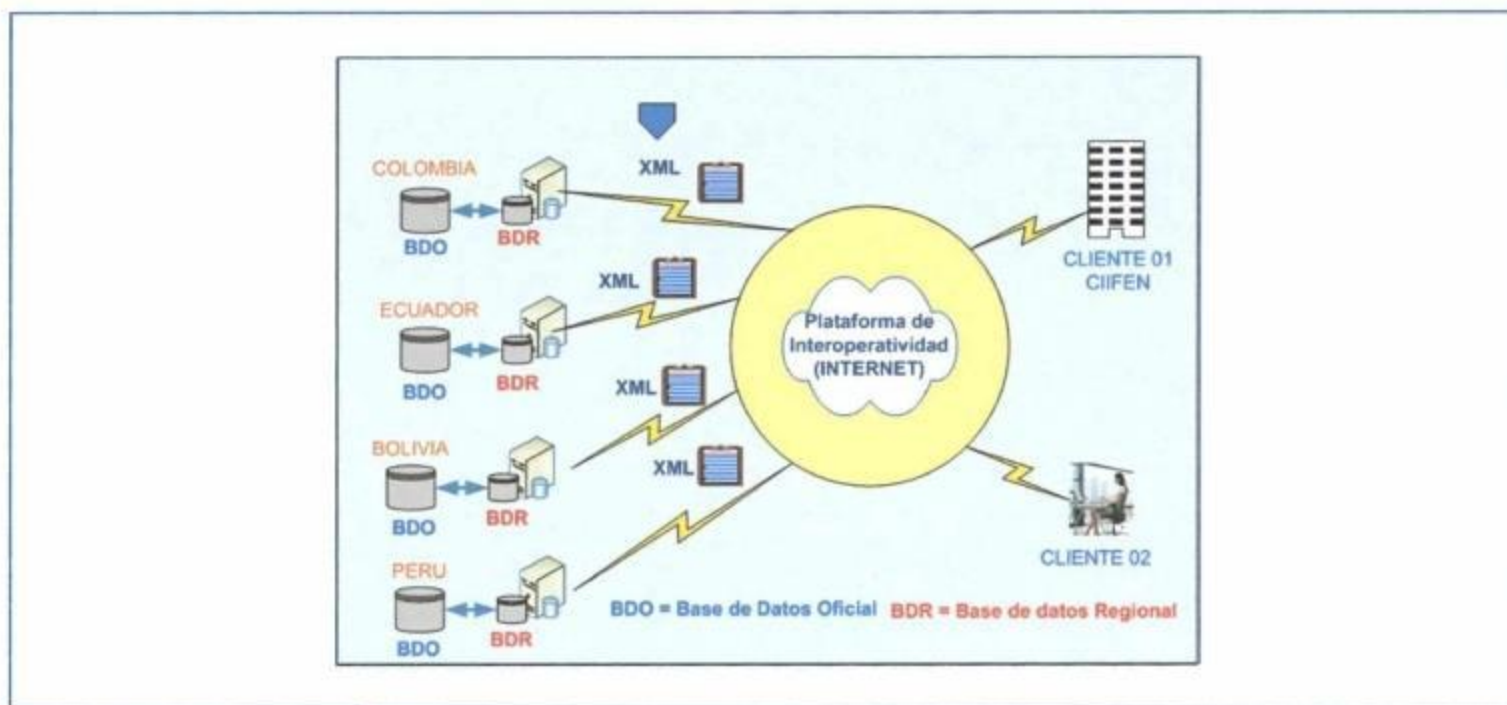 COLOMBIA
BDO
BDR
XML
ECUADOR
BDO
BDR
XML
BOLIVIA
BDO
BDR
XML
PERU
BDO
BDR
XML
Plataforma de
Interoperatividad
(INTERNET)
CLIENTE 01
CIIFEN
CLIENTE 02
BDO = Base de Datos Oficial
BDR = Base de datos Regional